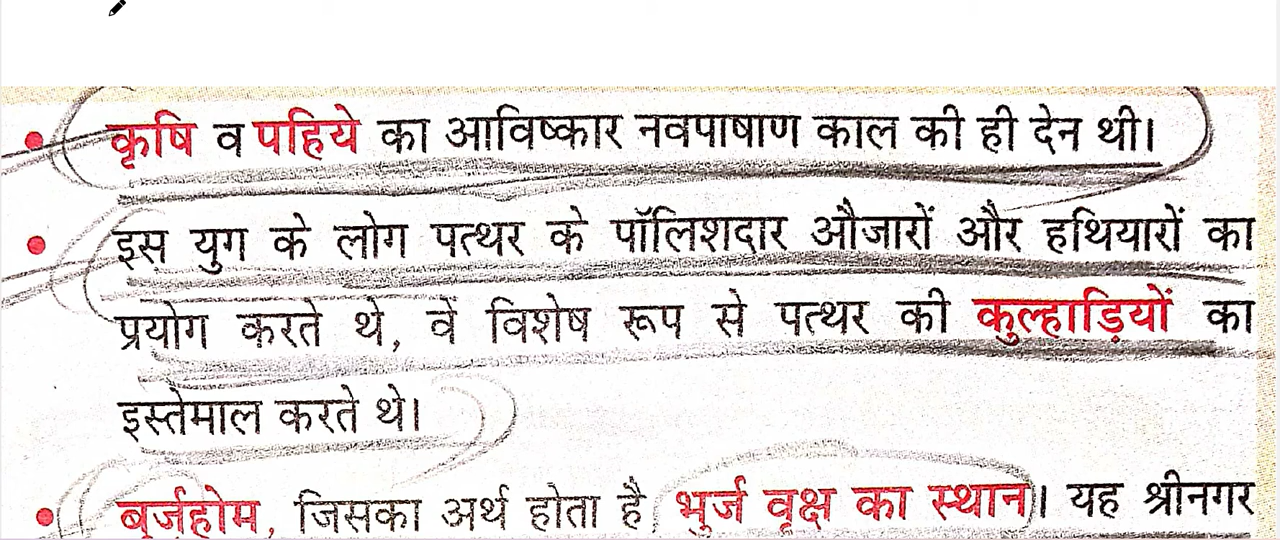 • कृषि व पहिये का आविष्कार नवपाषाण काल की ही देन थी।
• इस युग के लोग पत्थर के पॉलिशदार औजारों और हथियारों का
प्रयोग करते थे, वें विशेष रूप से पत्थर की कुल्हाड़ियों का
इस्तेमाल करते थे।
• बुर्जहोम, जिसका अर्थ होता है, भुर्ज वृक्ष का स्थान। यह श्रीनगर